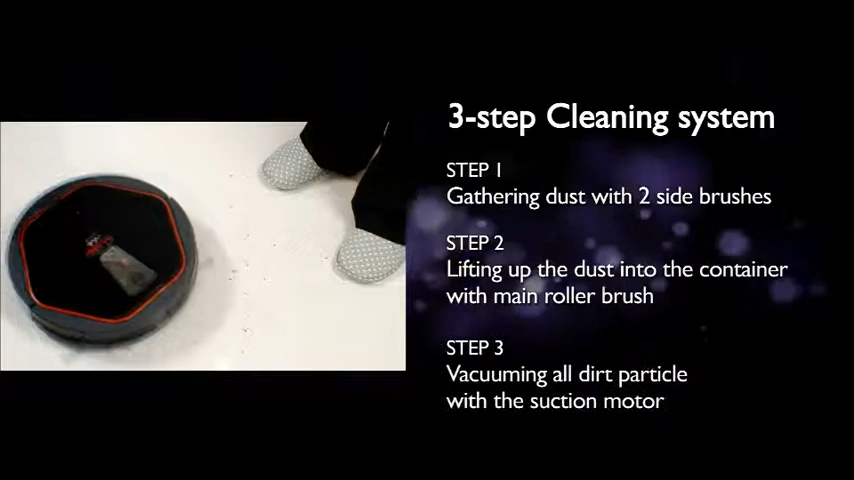 3-step Cleaning system
STEP 1
Gathering dust with 2 side brushes
STEP 2
Lifting up the dust into the container
with main roller brush
STEP 3
Vacuuming all dirt particle
with the suction motor